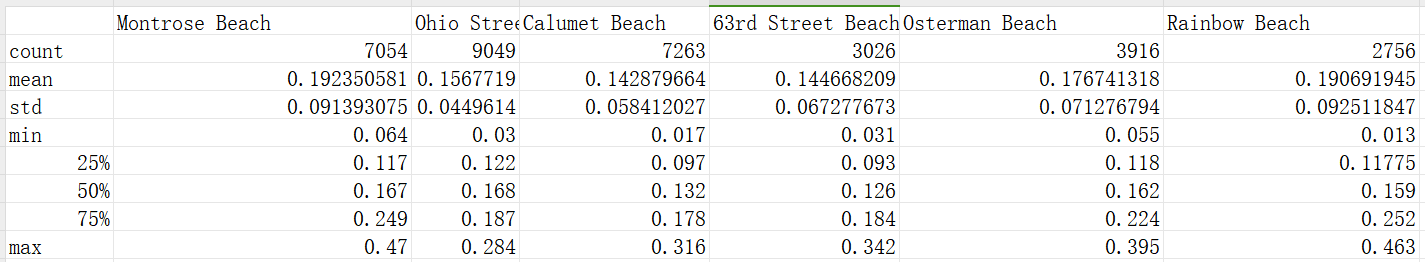 Montrose Beach Ohio Stree Calumet Beach 63rd Street Beach Osterman Beach Rainbow Beach
count 7054 9049 7263 3026 3916 2756
mean 0.192350581 0.1567719 0.142879664 0.144668209 0.176741318 0.190691945
std 0.091393075 0.0449614 0.058412027 0.067277673 0.071276794 0.092511847
min 0.064 0.03 0.017 0.031 0.055 0.013
25% 0.117 0.122 0.097 0.093 0.118 0.11775
50% 0.167 0.168 0.132 0.126 0.162 0.159
75% 0.249 0.187 0.178 0.184 0.224 0.252
max 0.47 0.284 0.316 0.342 0.395 0.463